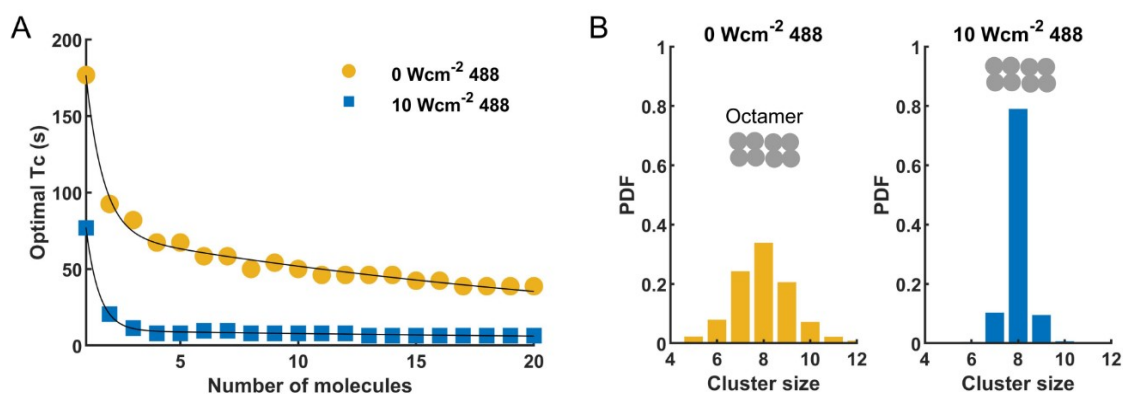 A
200
150
100
50
0
Optimal Tc (s)
0 Wcm⁻² 488
10 Wcm⁻² 488
5
10
15
20
Number of molecules
B
0 Wcm⁻² 488
1
0.8
0.6
0.4
0.2
0
PDF
Octamer
4
6
8
10
12
Cluster size
10 Wcm⁻² 488
1
0.8
0.6
0.4
0.2
0
PDF
4
6
8
10
12
Cluster size